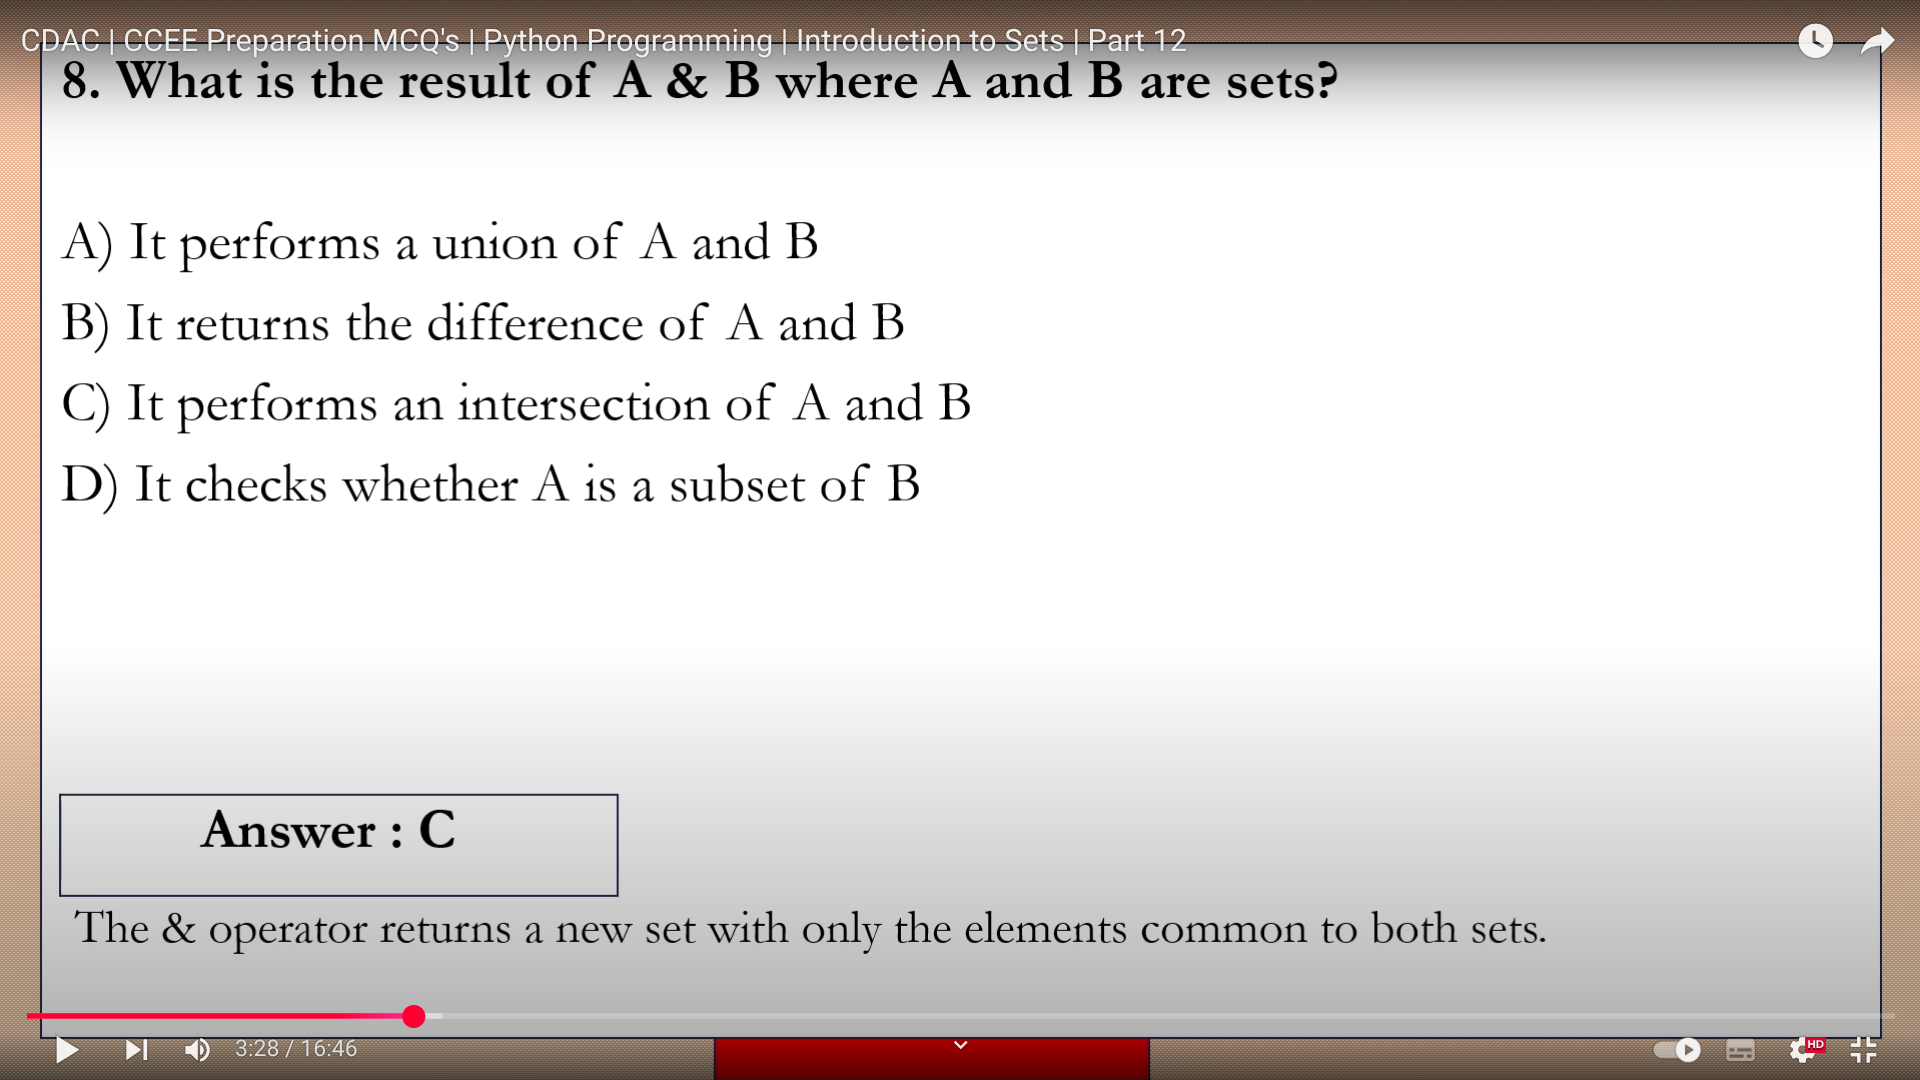 CDAC | CCEE Preparation MCQ's | Python Programming | Introduction to Sets | Part 12
8. What is the result of A & B where A and B are sets?
A) It performs a union of A and B
B) It returns the difference of A and B
C) It performs an intersection of A and B
D) It checks whether A is a subset of B
Answer : C
The & operator returns a new set with only the elements common to both sets.
3:28 / 16:46
HD